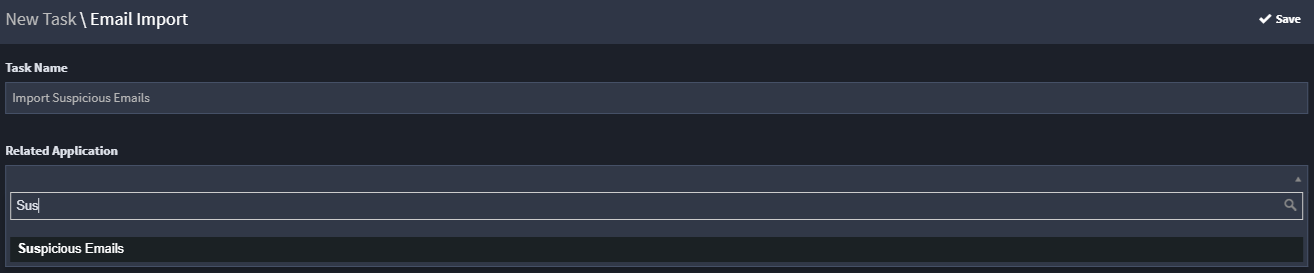 New Task \ Email Import
Save
Task Name
Import Suspicious Emails
Related Application
Sus
Suspicious Emails